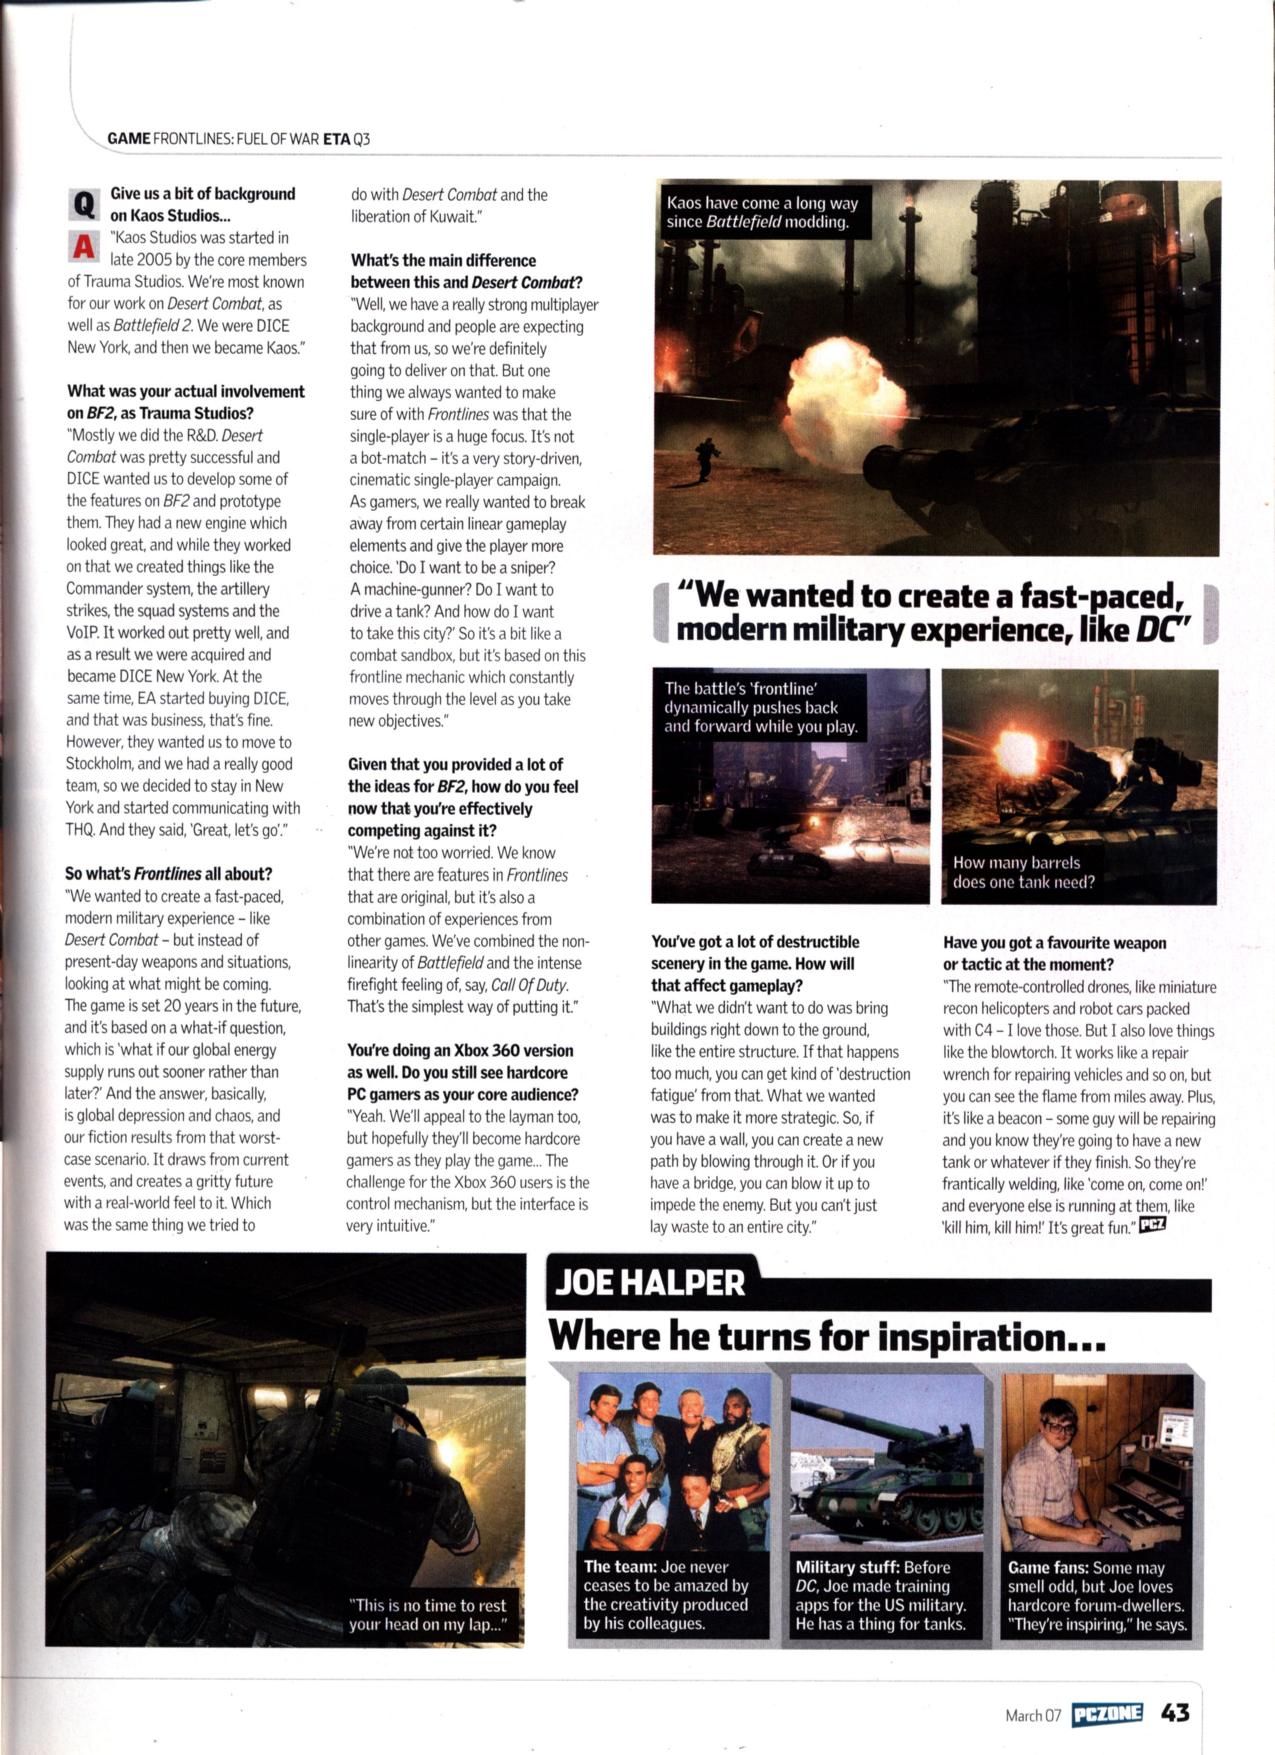 GAME FRONTLINES: FUEL OF WAR ETA Q3
Q
Give us a bit of background
on Kaos Studios...
A
"Kaos Studios was started in
late 2005 by the core members
of Trauma Studios. We're most known
for our work on Desert Combat, as
well as Battlefield 2. We were DICE
New York, and then we became Kaos."
What was your actual involvement
on BF2, as Trauma Studios?
"Mostly we did the R&D. Desert
Combat was pretty successful and
DICE wanted us to develop some of
the features on BF2 and prototype
them. They had a new engine which
looked great, and while they worked
on that we created things like the
Commander system, the artillery
strikes, the squad systems and the
VoIP. It worked out pretty well, and
as a result we were acquired and
became DICE New York. At the
same time, EA started buying DICE,
and that was business, that's fine.
However, they wanted us to move to
Stockholm, and we had a really good
team, so we decided to stay in New
York and started communicating with
THQ. And they said, 'Great, let's go'."
So what's Frontlines all about?
"We wanted to create a fast-paced,
modern military experience – like
Desert Combat – but instead of
present-day weapons and situations,
looking at what might be coming.
The game is set 20 years in the future,
and it's based on a what-if question,
which is 'what if our global energy
supply runs out sooner rather than
later?' And the answer, basically,
is global depression and chaos, and
our fiction results from that worst-
case scenario. It draws from current
events, and creates a gritty future
with a real-world feel to it. Which
was the same thing we tried to
do with Desert Combat and the
liberation of Kuwait."
What's the main difference
between this and Desert Combat?
"Well, we have a really strong multiplayer
background and people are expecting
that from us, so we're definitely
going to deliver on that. But one
thing we always wanted to make
sure of with Frontlines was that the
single-player is a huge focus. It's not
a bot-match – it's a very story-driven,
cinematic single-player campaign.
As gamers, we really wanted to break
away from certain linear gameplay
elements and give the player more
choice. 'Do I want to be a sniper?
A machine-gunner? Do I want to
drive a tank? And how do I want
to take this city?' So it's a bit like a
combat sandbox, but it's based on this
frontline mechanic which constantly
moves through the level as you take
new objectives."
Given that you provided a lot of
the ideas for BF2, how do you feel
now that you're effectively
competing against it?
"We're not too worried. We know
that there are features in Frontlines
that are original, but it's also a
combination of experiences from
other games. We've combined the non-
linearity of Battlefield and the intense
firefight feeling of, say, Call Of Duty.
That's the simplest way of putting it."
You're doing an Xbox 360 version
as well. Do you still see hardcore
PC gamers as your core audience?
"Yeah. We'll appeal to the layman too,
but hopefully they'll become hardcore
gamers as they play the game... The
challenge for the Xbox 360 users is the
control mechanism, but the interface is
very intuitive."
Kaos have come a long way
since Battlefield modding.
"We wanted to create a fast-paced,
modern military experience, like DC"
The battle's 'frontline'
dynamically pushes back
and forward while you play.
How many barrels
does one tank need?
You've got a lot of destructible
scenery in the game. How will
that affect gameplay?
"What we didn't want to do was bring
buildings right down to the ground,
like the entire structure. If that happens
too much, you can get kind of 'destruction
fatigue' from that. What we wanted
was to make it more strategic. So, if
you have a wall, you can create a new
path by blowing through it. Or if you
have a bridge, you can blow it up to
impede the enemy. But you can't just
lay waste to an entire city."
Have you got a favourite weapon
or tactic at the moment?
"The remote-controlled drones, like miniature
recon helicopters and robot cars packed
with C4 – I love those. But I also love things
like the blowtorch. It works like a repair
wrench for repairing vehicles and so on, but
you can see the flame from miles away. Plus,
it's like a beacon – some guy will be repairing
and you know they're going to have a new
tank or whatever if they finish. So they're
frantically welding, like 'come on, come on!'
and everyone else is running at them, like
'kill him, kill him!' It's great fun." PCZ
"This is no time to rest
your head on my lap..."
JOE HALPER
Where he turns for inspiration...
The team: Joe never
ceases to be amazed by
the creativity produced
by his colleagues.
Military stuff: Before
DC, Joe made training
apps for the US military.
He has a thing for tanks.
Game fans: Some may
smell odd, but Joe loves
hardcore forum-dwellers.
"They're inspiring," he says.
March 07 PCZONE 43